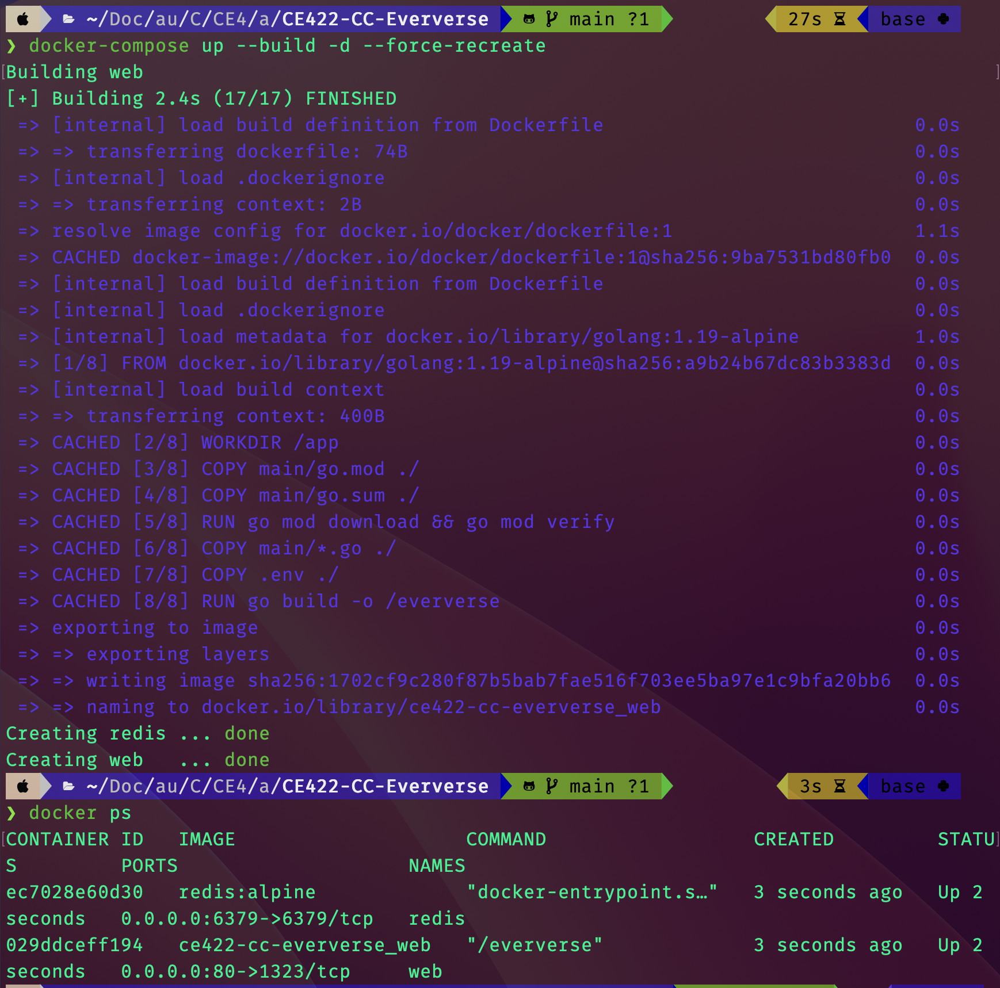 ~/Doc/au/C/CE4/a/CE422-CC-Eververse main ?1 27s base
❯ docker-compose up --build -d --force-recreate
[Building web]
[+] Building 2.4s (17/17) FINISHED
=> [internal] load build definition from Dockerfile 0.0s
=> => transferring dockerfile: 74B 0.0s
=> [internal] load .dockerignore 0.0s
=> => transferring context: 2B 0.0s
=> resolve image config for docker.io/docker/dockerfile:1 1.1s
=> CACHED docker-image://docker.io/docker/dockerfile:1@sha256:9ba7531bd80fb0 0.0s
=> [internal] load build definition from Dockerfile 0.0s
=> [internal] load .dockerignore 0.0s
=> [internal] load metadata for docker.io/library/golang:1.19-alpine 1.0s
=> [1/8] FROM docker.io/library/golang:1.19-alpine@sha256:a9b24b67dc83b3383d 0.0s
=> [internal] load build context 0.0s
=> => transferring context: 400B 0.0s
=> CACHED [2/8] WORKDIR /app 0.0s
=> CACHED [3/8] COPY main/go.mod ./ 0.0s
=> CACHED [4/8] COPY main/go.sum ./ 0.0s
=> CACHED [5/8] RUN go mod download && go mod verify 0.0s
=> CACHED [6/8] COPY main/*.go ./ 0.0s
=> CACHED [7/8] COPY .env ./ 0.0s
=> CACHED [8/8] RUN go build -o /eververse 0.0s
=> exporting to image 0.0s
=> => exporting layers 0.0s
=> => writing image sha256:1702cf9c280f87b5bab7fae516f703ee5ba97e1c9bfa20bb6 0.0s
=> => naming to docker.io/library/ce422-cc-eververse_web 0.0s
Creating redis ... done
Creating web   ... done
~/Doc/au/C/CE4/a/CE422-CC-Eververse main ?1 3s base
❯ docker ps
[CONTAINER ID   IMAGE   COMMAND   CREATED   STATU]
S   PORTS   NAMES
ec7028e60d30   redis:alpine   "docker-entrypoint.s…"   3 seconds ago   Up 2
seconds   0.0.0.0:6379->6379/tcp   redis
029ddceff194   ce422-cc-eververse_web   "/eververse"   3 seconds ago   Up 2
seconds   0.0.0.0:80->1323/tcp   web